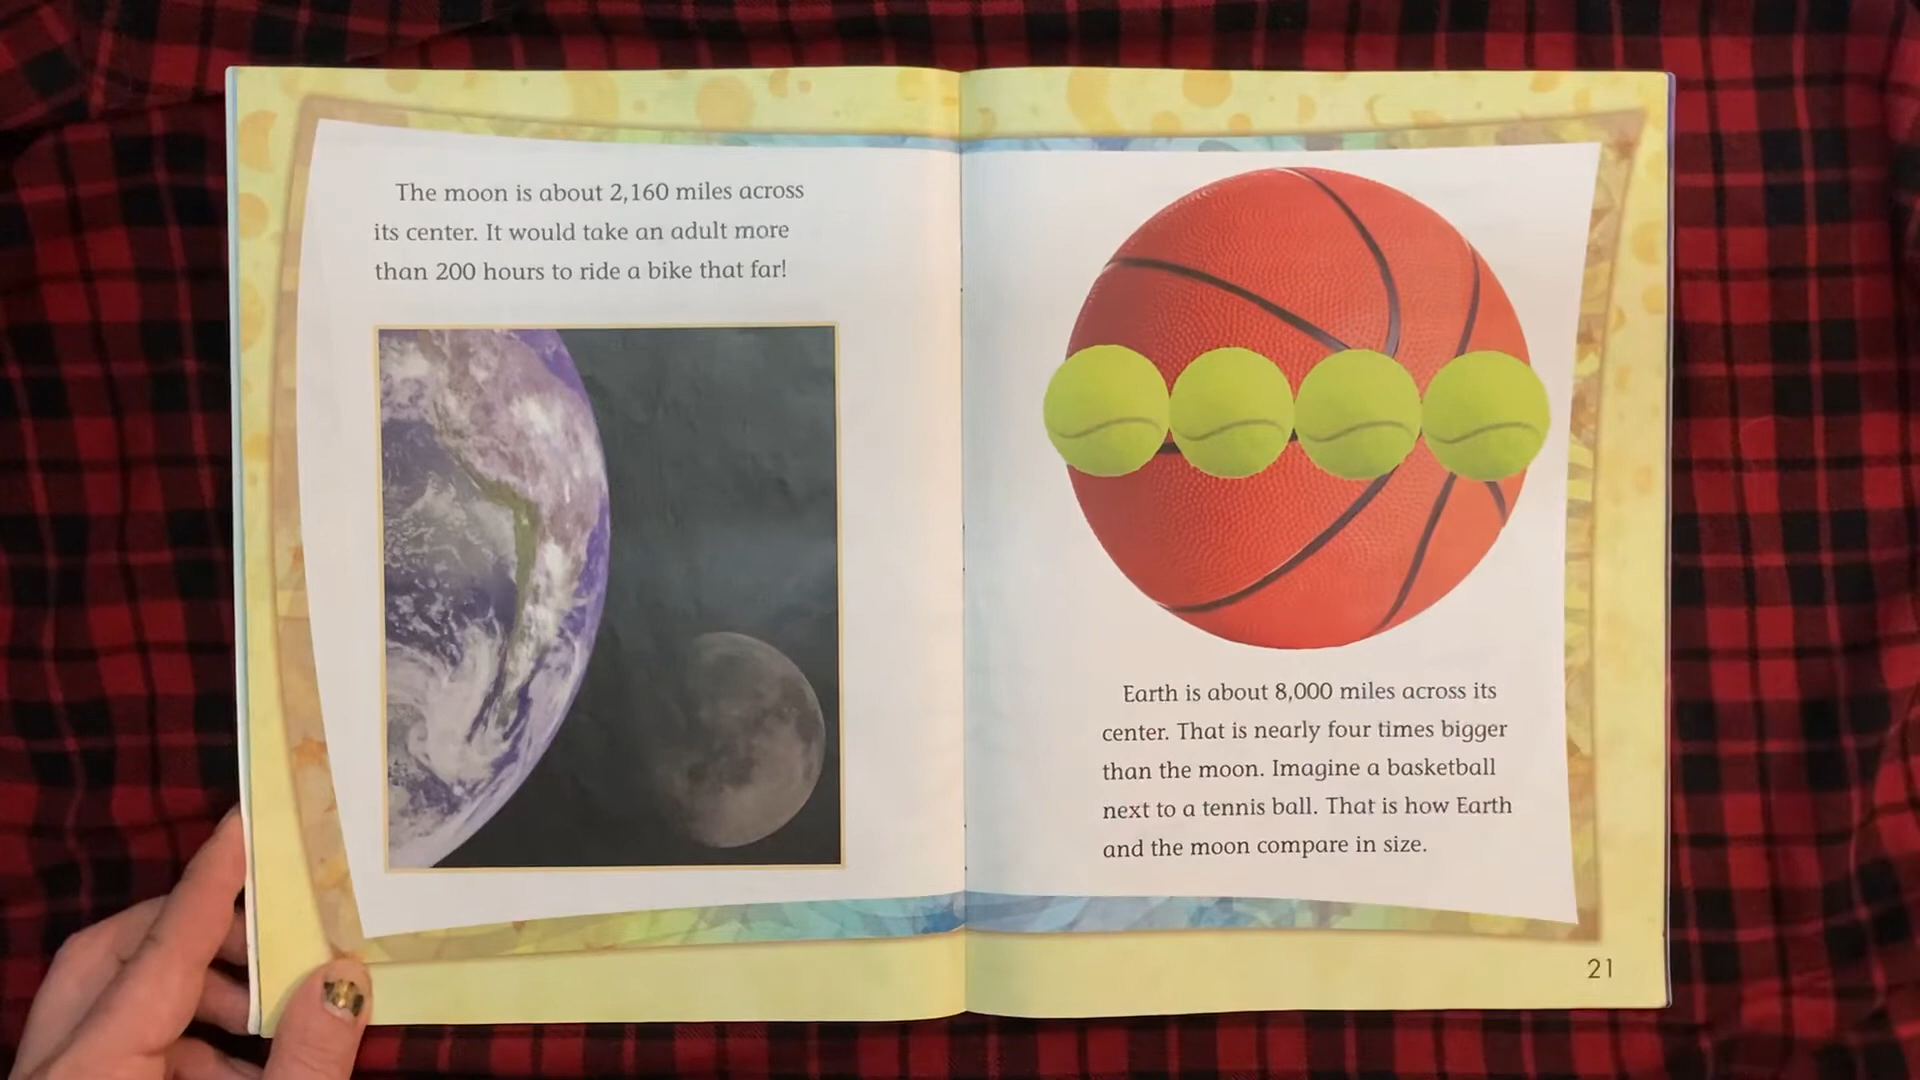 The moon is about 2,160 miles across
its center. It would take an adult more
than 200 hours to ride a bike that far!
Earth is about 8,000 miles across its
center. That is nearly four times bigger
than the moon. Imagine a basketball
next to a tennis ball. That is how Earth
and the moon compare in size.
21